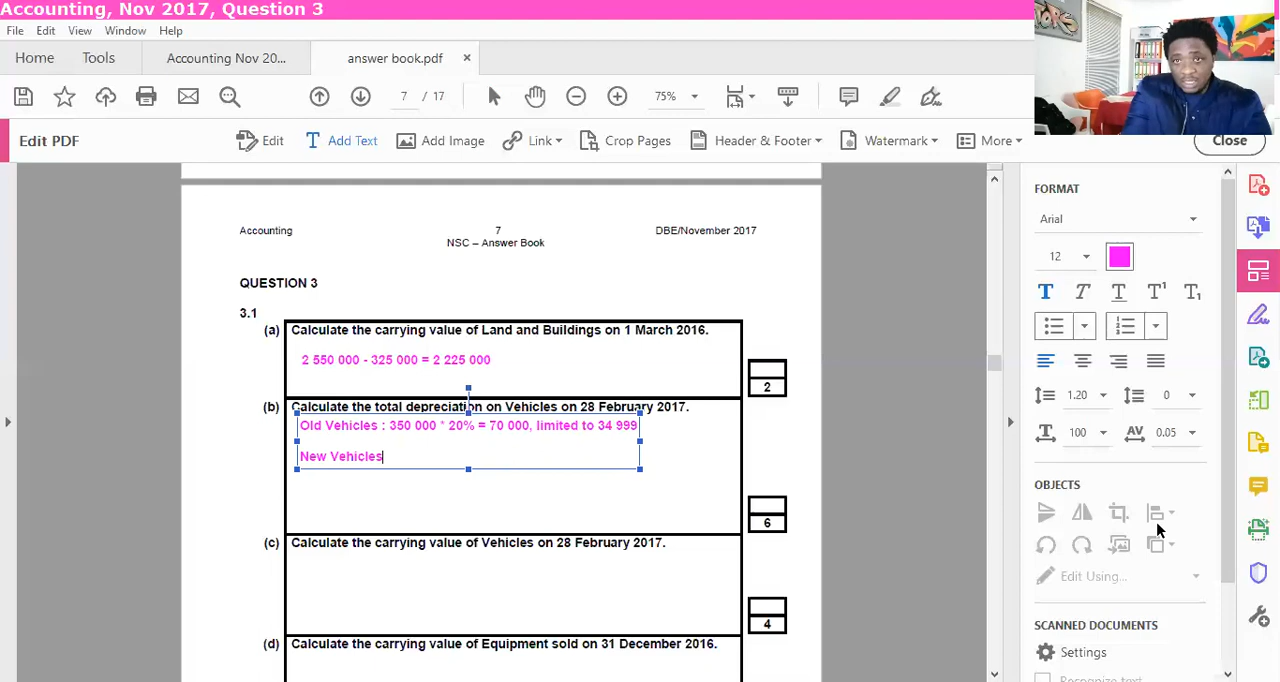 Accounting, Nov 2017, Question 3
File Edit View Window Help
Home Tools Accounting Nov 20... answer book.pdf ×
7 / 17 75%
Edit PDF Edit Add Text Add Image Link Crop Pages Header & Footer Watermark More Close
FORMAT
Arial
12
1.20 0
100 AV 0.05
OBJECTS
Edit Using...
SCANNED DOCUMENTS
Settings
Recognize text
Accounting 7 DBE/November 2017
NSC – Answer Book
QUESTION 3
3.1
(a) Calculate the carrying value of Land and Buildings on 1 March 2016.
2 550 000 - 325 000 = 2 225 000
2
(b) Calculate the total depreciation on Vehicles on 28 February 2017.
Old Vehicles : 350 000 * 20% = 70 000, limited to 34 999
New Vehicles
6
(c) Calculate the carrying value of Vehicles on 28 February 2017.
4
(d) Calculate the carrying value of Equipment sold on 31 December 2016.